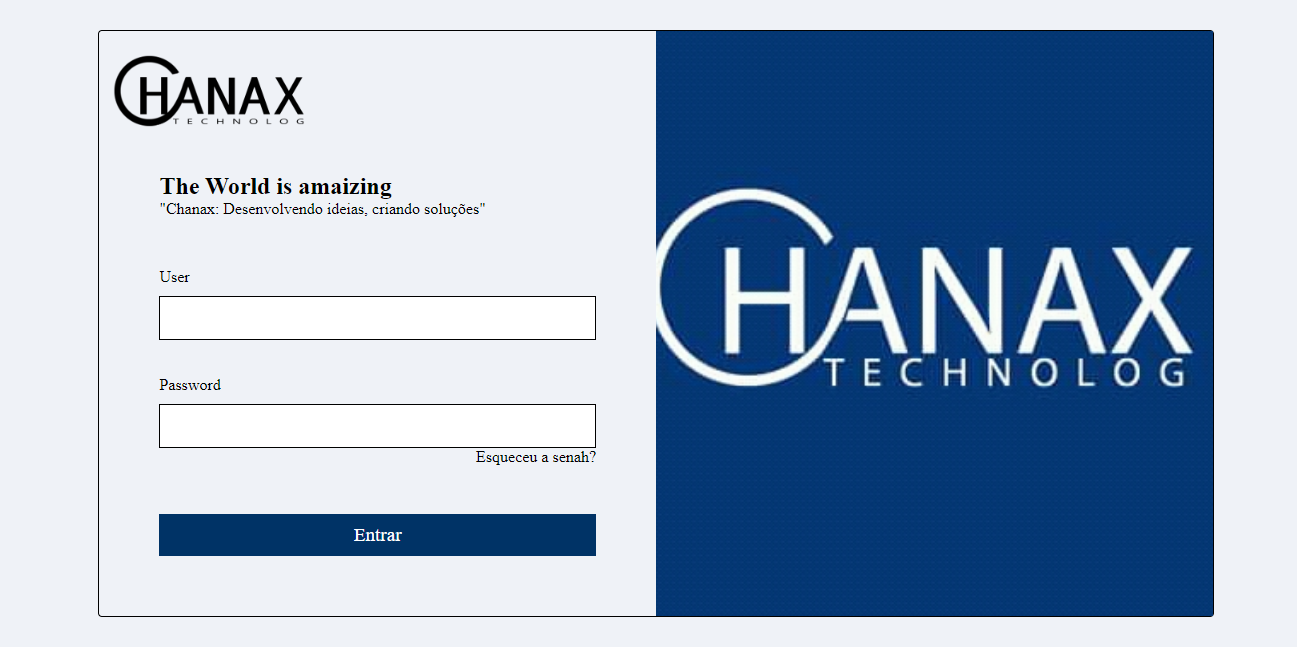 CHANAX
TECHNOLOG
The World is amaizing
"Chanax: Desenvolvendo ideias, criando soluções"
User
Password
Esqueceu a senah?
Entrar
CHANAX
TECHNOLOG